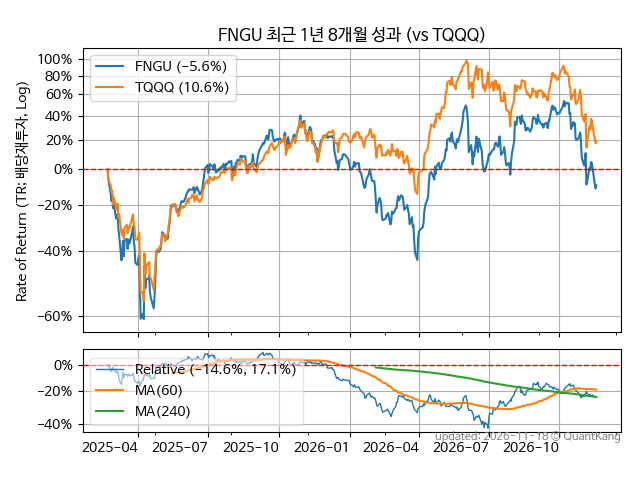 FNGU 최근 1년 8개월 성과 (vs TQQQ)
Rate of Return (TR: 배당재투자, Log)
100%
80%
60%
40%
20%
0%
−20%
−40%
−60%
FNGU (−5.6%)
TQQQ (10.6%)
0%
−20%
−40%
Relative (−14.6%, 17.1%)
MA(60)
MA(240)
2025-04 2025-07 2025-10 2026-01 2026-04 2026-07 2026-10
updated: 2026-11-18 © QuantKang